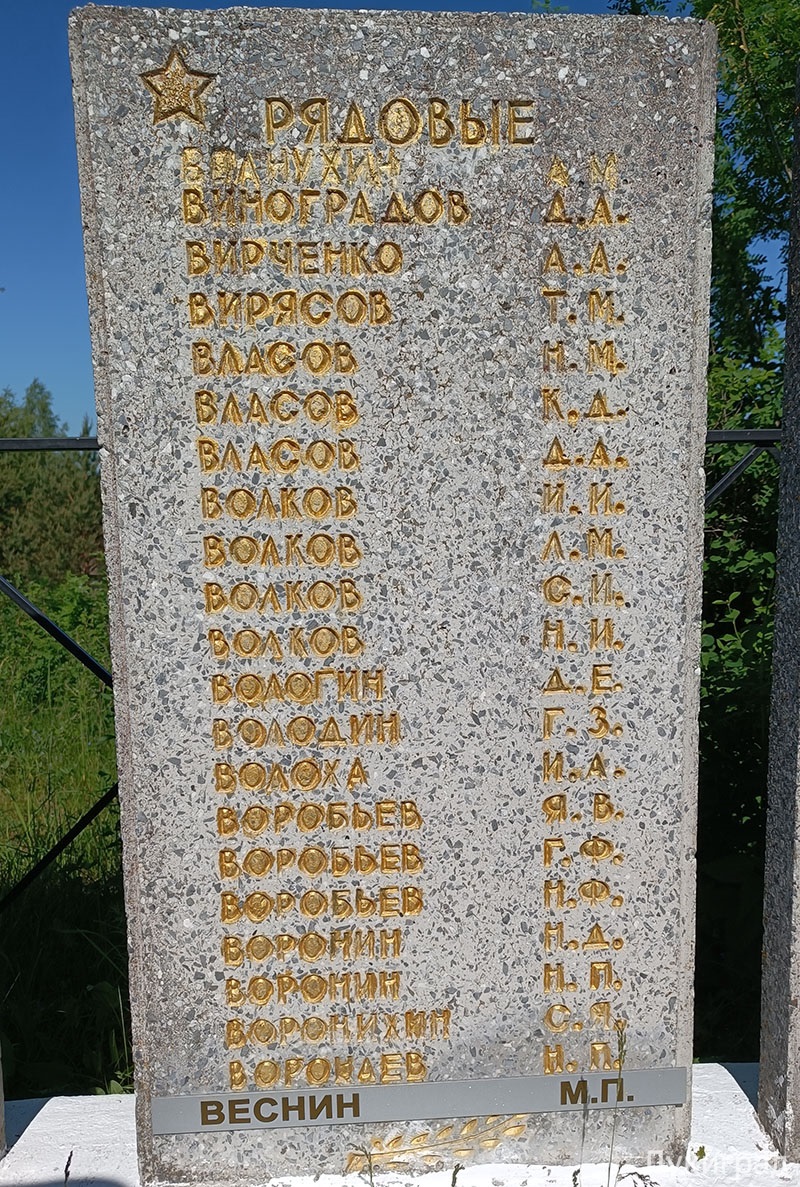 РЯДОВЫЕ
А М
ВИНОГРАДОВ Д.А.
ВИРЧЕНКО А.А.
ВИРЯСОВ Т.М.
ВЛАСОВ Н.М.
ВЛАСОВ К.Д.
ВЛАСОВ Д.А.
ВОЛКОВ И.И.
ВОЛКОВ Л.М.
ВОЛКОВ С.И.
ВОЛКОВ Н.И.
ВОЛОГИН Д.Е.
ВОЛОДИН Г.З.
ВОЛОХА И.А.
ВОРОБЬЕВ Я.В.
ВОРОБЬЕВ Г.Ф.
ВОРОБЬЕВ Н.Ф.
ВОРОНИН Н.Д.
ВОРОНИН Н.П.
ВОРОНИХИН С.Я.
Н.П.
ВЕСНИН М.П.